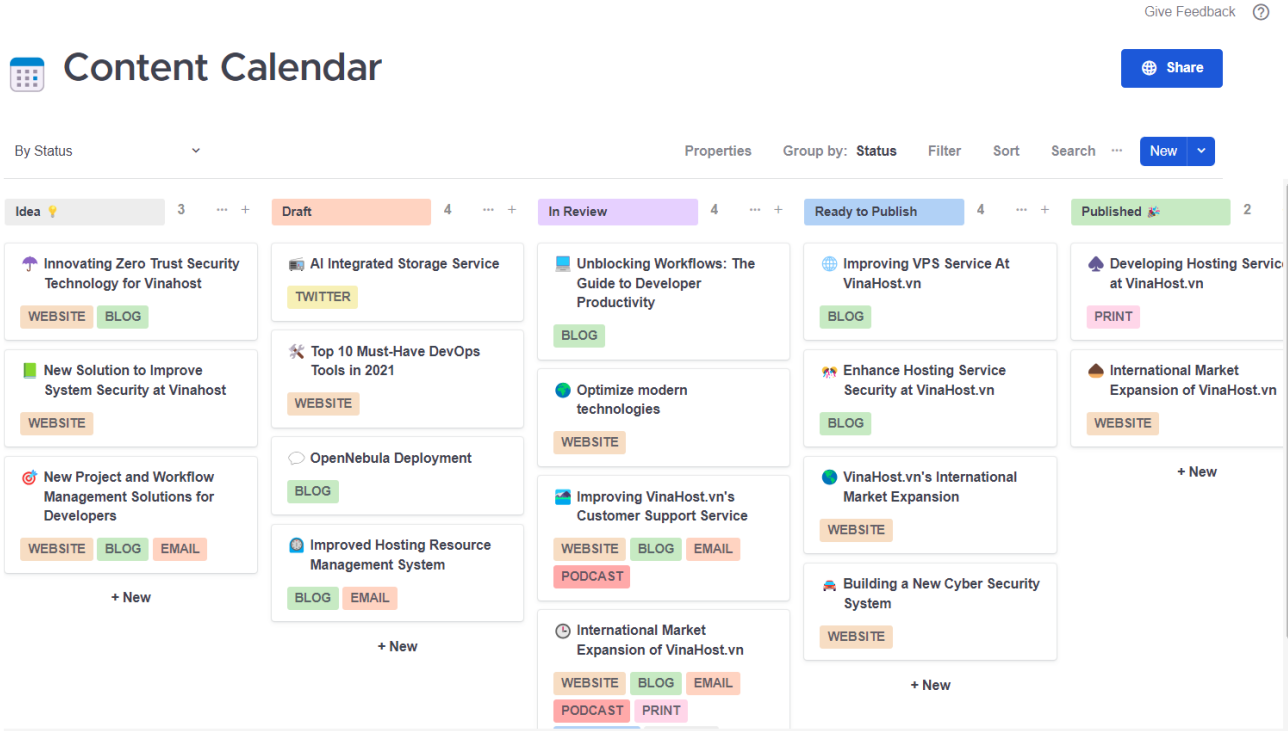 Give Feedback
Content Calendar
Share
By Status
Properties
Group by: Status
Filter
Sort
Search
New
Idea
3
Innovating Zero Trust Security
Technology for Vinahost
WEBSITE BLOG
New Solution to Improve
System Security at Vinahost
WEBSITE
New Project and Workflow
Management Solutions for
Developers
WEBSITE BLOG EMAIL
+ New
Draft
4
AI Integrated Storage Service
TWITTER
Top 10 Must-Have DevOps
Tools in 2021
WEBSITE
OpenNebula Deployment
BLOG
Improved Hosting Resource
Management System
BLOG EMAIL
+ New
In Review
4
Unblocking Workflows: The
Guide to Developer
Productivity
BLOG
Optimize modern
technologies
WEBSITE
Improving VinaHost.vn's
Customer Support Service
WEBSITE BLOG EMAIL
PODCAST
International Market
Expansion of VinaHost.vn
WEBSITE BLOG EMAIL
PODCAST PRINT
Ready to Publish
4
Improving VPS Service At
VinaHost.vn
BLOG
Enhance Hosting Service
Security at VinaHost.vn
BLOG
VinaHost.vn's International
Market Expansion
WEBSITE
Building a New Cyber Security
System
WEBSITE
+ New
Published
2
Developing Hosting Service
at VinaHost.vn
PRINT
International Market
Expansion of VinaHost.vn
WEBSITE
+ New